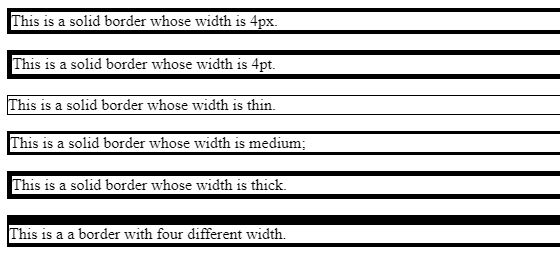 This is a solid border whose width is 4px.
This is a solid border whose width is 4pt.
This is a solid border whose width is thin.
This is a solid border whose width is medium;
This is a solid border whose width is thick.
This is a a border with four different width.